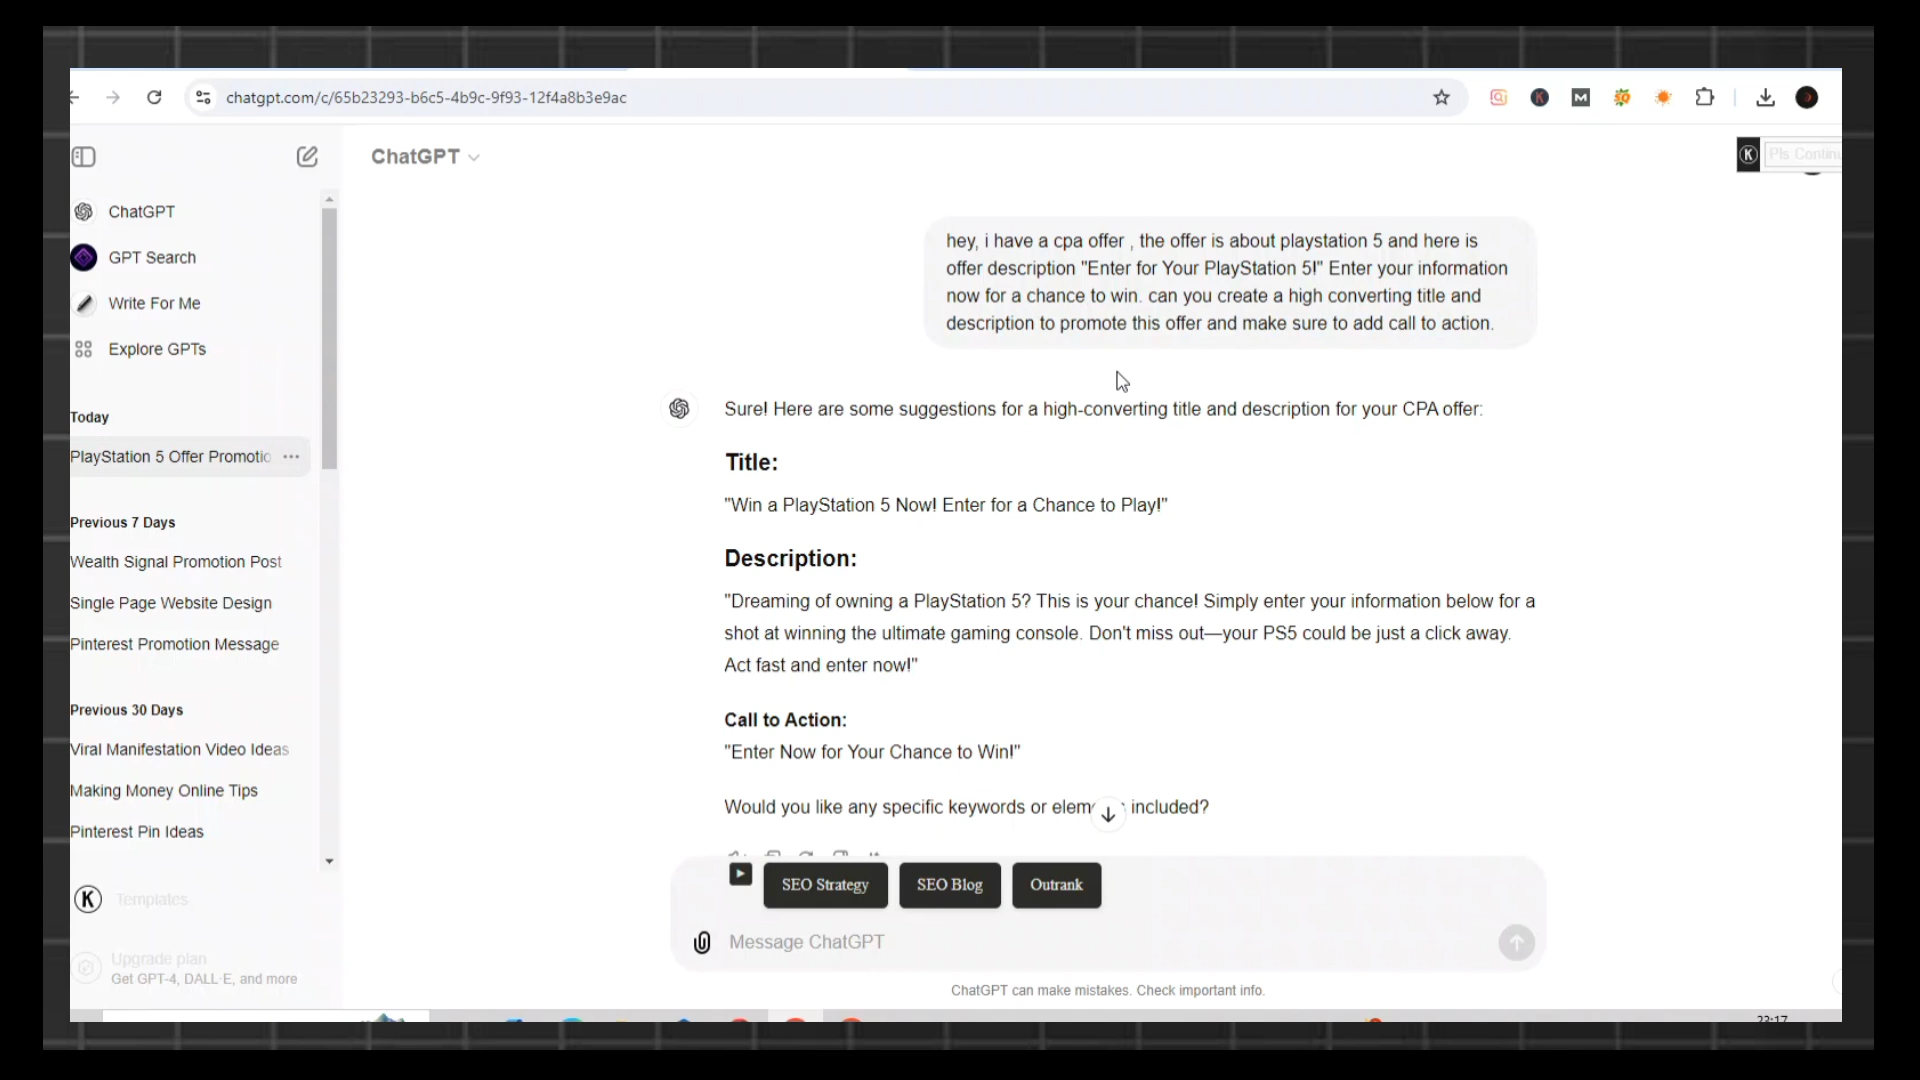 chatgpt.com/c/65b23293-b6c5-4b9c-9f93-12f4a8b3e9ac
ChatGPT
Pls Continu
ChatGPT
GPT Search
Write For Me
Explore GPTs
Today
PlayStation 5 Offer Promotio
Previous 7 Days
Wealth Signal Promotion Post
Single Page Website Design
Pinterest Promotion Message
Previous 30 Days
Viral Manifestation Video Ideas
Making Money Online Tips
Pinterest Pin Ideas
Templates
Upgrade plan
Get GPT-4, DALL·E, and more
hey, i have a cpa offer , the offer is about playstation 5 and here is
offer description "Enter for Your PlayStation 5!" Enter your information
now for a chance to win. can you create a high converting title and
description to promote this offer and make sure to add call to action.
Sure! Here are some suggestions for a high-converting title and description for your CPA offer:
Title:
"Win a PlayStation 5 Now! Enter for a Chance to Play!"
Description:
"Dreaming of owning a PlayStation 5? This is your chance! Simply enter your information below for a
shot at winning the ultimate gaming console. Don't miss out—your PS5 could be just a click away.
Act fast and enter now!"
Call to Action:
"Enter Now for Your Chance to Win!"
Would you like any specific keywords or elem included?
SEO Strategy
SEO Blog
Outrank
Message ChatGPT
ChatGPT can make mistakes. Check important info.
23:17